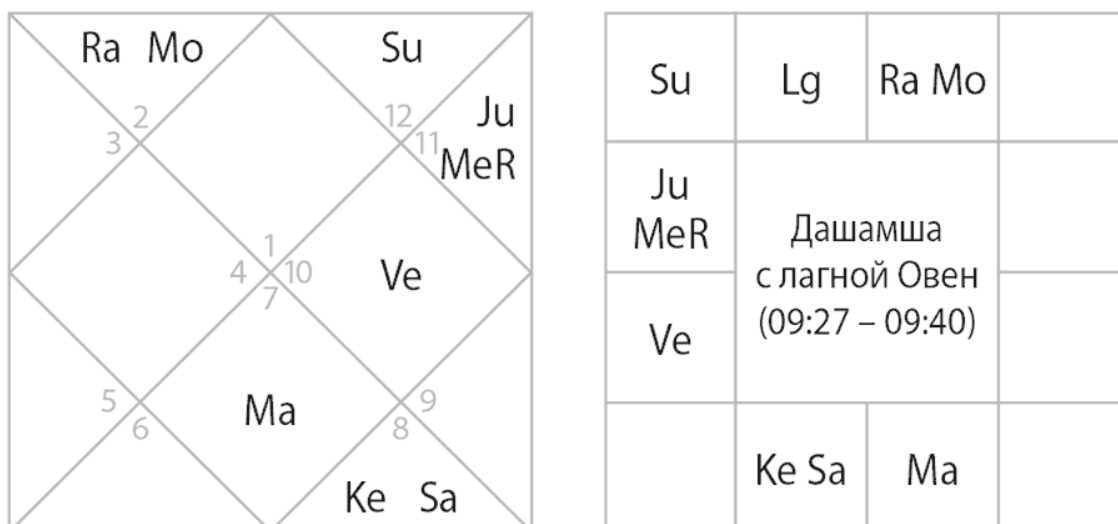 Ra Mo
Su
2
12
3
11
Ju
MeR
1
4
10
7
Ve
5
9
6
8
Ma
Ke Sa
Su
Lg
Ra Mo
Ju
MeR
Дашамша
с лагной Овен
(09:27 – 09:40)
Ve
Ke Sa
Ma